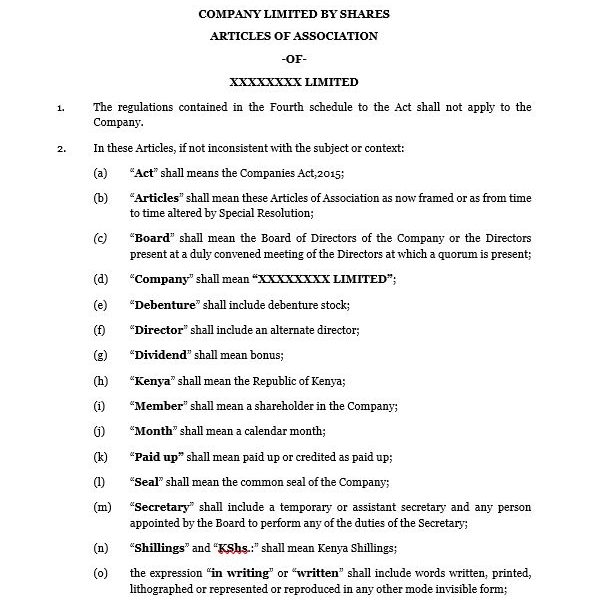 COMPANY LIMITED BY SHARES
ARTICLES OF ASSOCIATION
-OF-
XXXXXXXX LIMITED
1. The regulations contained in the Fourth schedule to the Act shall not apply to the
Company.
2. In these Articles, if not inconsistent with the subject or context:
(a) “Act” shall means the Companies Act,2015;
(b) “Articles” shall mean these Articles of Association as now framed or as from time
to time altered by Special Resolution;
(c) “Board” shall mean the Board of Directors of the Company or the Directors
present at a duly convened meeting of the Directors at which a quorum is present;
(d) “Company” shall mean “XXXXXXXX LIMITED”;
(e) “Debenture” shall include debenture stock;
(f) “Director” shall include an alternate director;
(g) “Dividend” shall mean bonus;
(h) “Kenya” shall mean the Republic of Kenya;
(i) “Member” shall mean a shareholder in the Company;
(j) “Month” shall mean a calendar month;
(k) “Paid up” shall mean paid up or credited as paid up;
(l) “Seal” shall mean the common seal of the Company;
(m) “Secretary” shall include a temporary or assistant secretary and any person
appointed by the Board to perform any of the duties of the Secretary;
(n) “Shillings” and “KShs.:” shall mean Kenya Shillings;
(o) the expression “in writing” or “written” shall include words written, printed,
lithographed or represented or reproduced in any other mode invisible form;